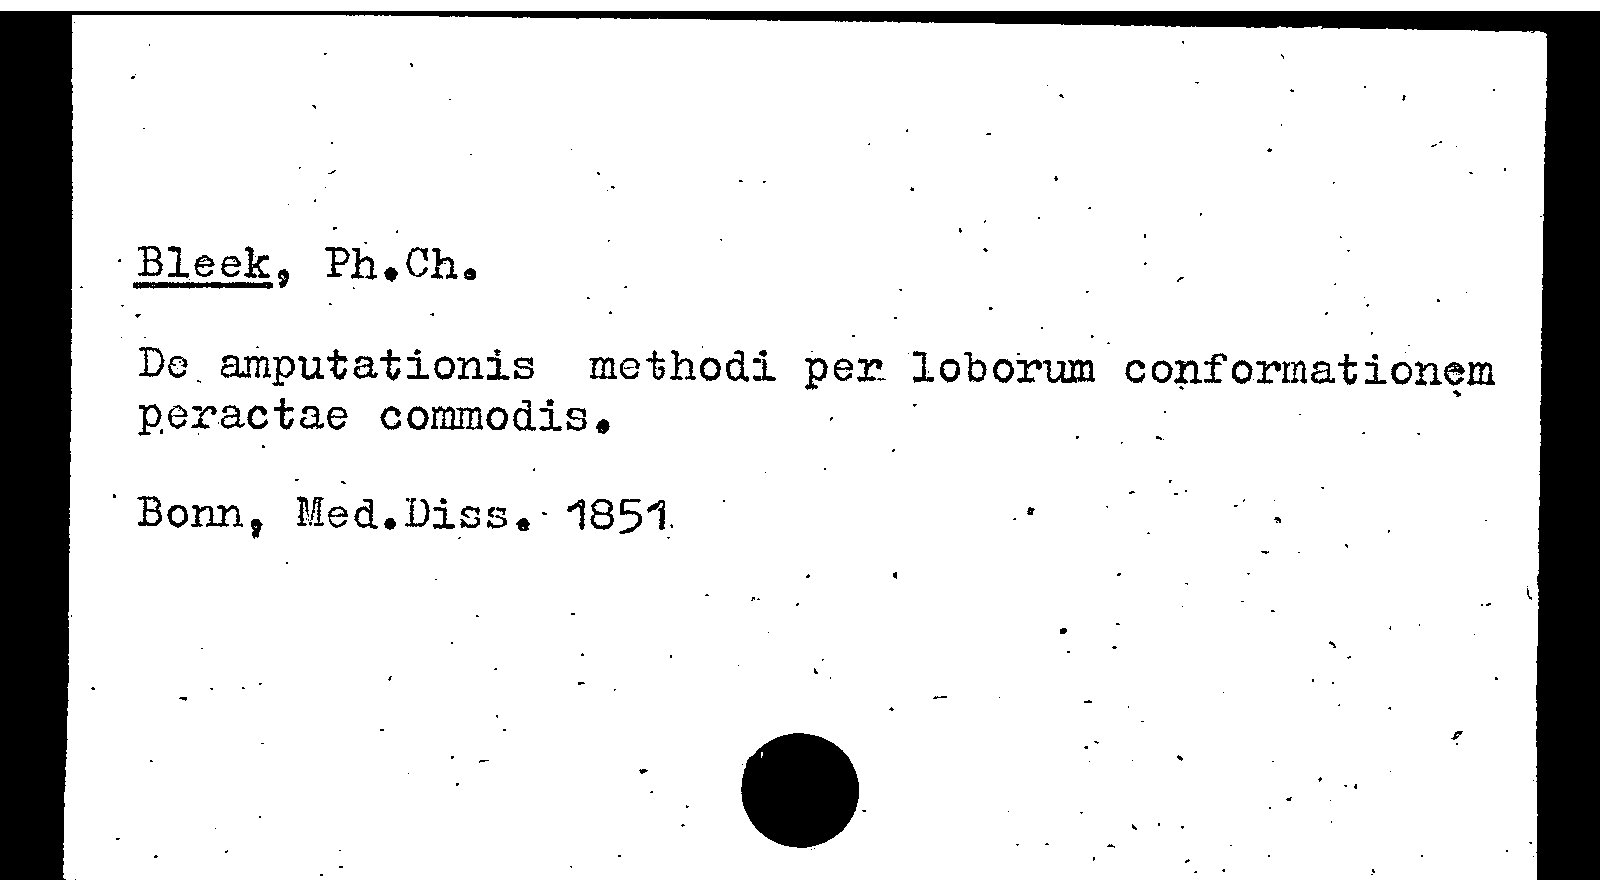 Bleek, Ph.Ch.
De amputationis methodi per loborum conformationem
peractae commodis.
Bonn, Med.Diss. 1851